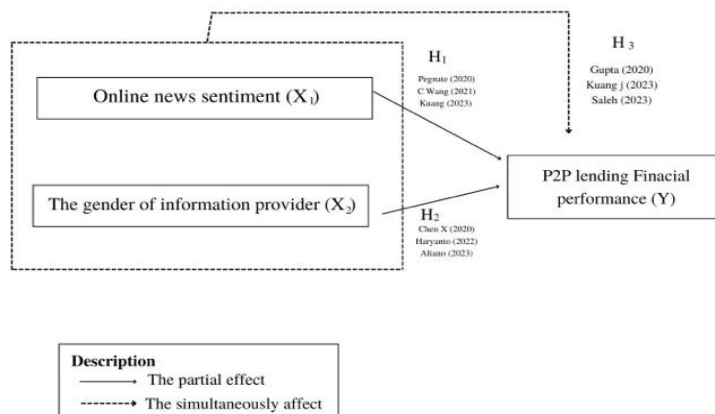 H₁
Pegnate (2020)
C Wang (2021)
Kuang (2023)
H ₃
Gupta (2020)
Kuang j (2023)
Saleh (2023)
Online news sentiment (X₁)
The gender of information provider (X₂)
P2P lending Finacial
performance (Y)
H₂
Chen X (2020)
Haryanto (2022)
Aliano (2023)
Description
The partial effect
The simultaneously affect